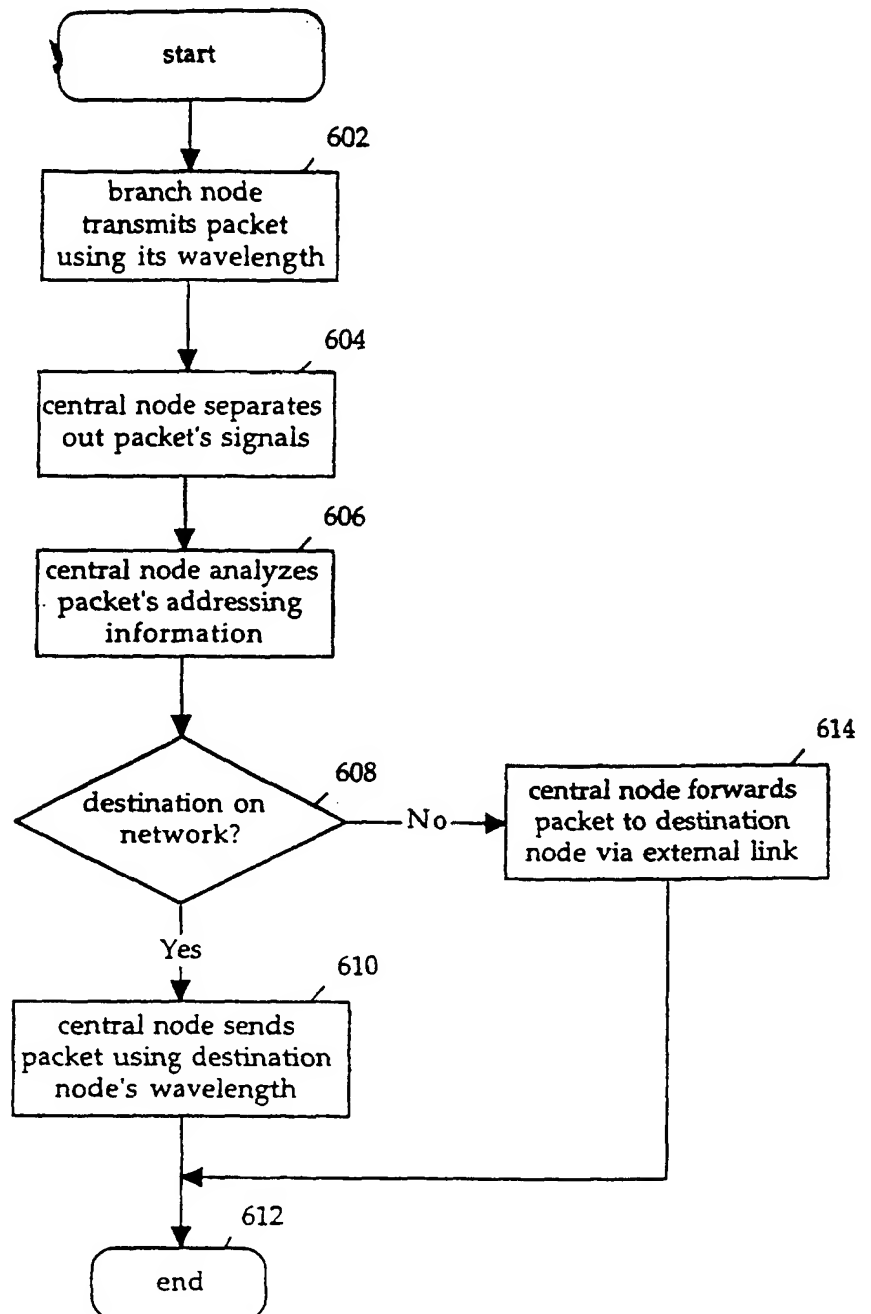 start
602
branch node
transmits packet
using its wavelength
604
central node separates
out packet's signals
606
central node analyzes
packet's addressing
information
608
destination on
network?
No
614
central node forwards
packet to destination
node via external link
Yes
610
central node sends
packet using destination
node's wavelength
612
end